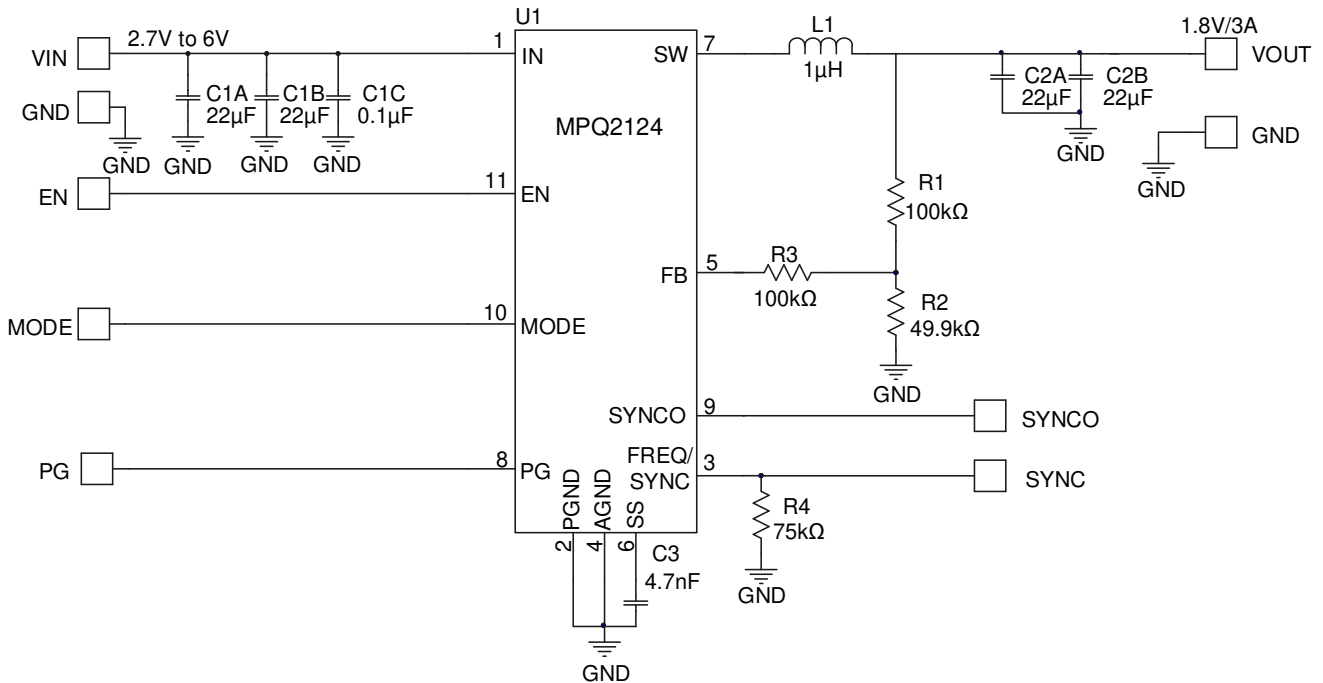 U1
VIN
2.7V to 6V
1
IN
C1A
22µF
C1B
22µF
C1C
0.1µF
GND
GND
GND
GND
GND
EN
11
EN
MODE
10
MODE
PG
8
PG
MPQ2124
SW
7
L1
1µH
1.8V/3A
VOUT
C2A
22µF
C2B
22µF
GND
GND
GND
R1
100kΩ
FB
5
R3
100kΩ
R2
49.9kΩ
GND
SYNCO
9
SYNCO
FREQ/
SYNC
3
SYNC
R4
75kΩ
GND
PGND
AGND
SS
2
4
6
C3
4.7nF
GND